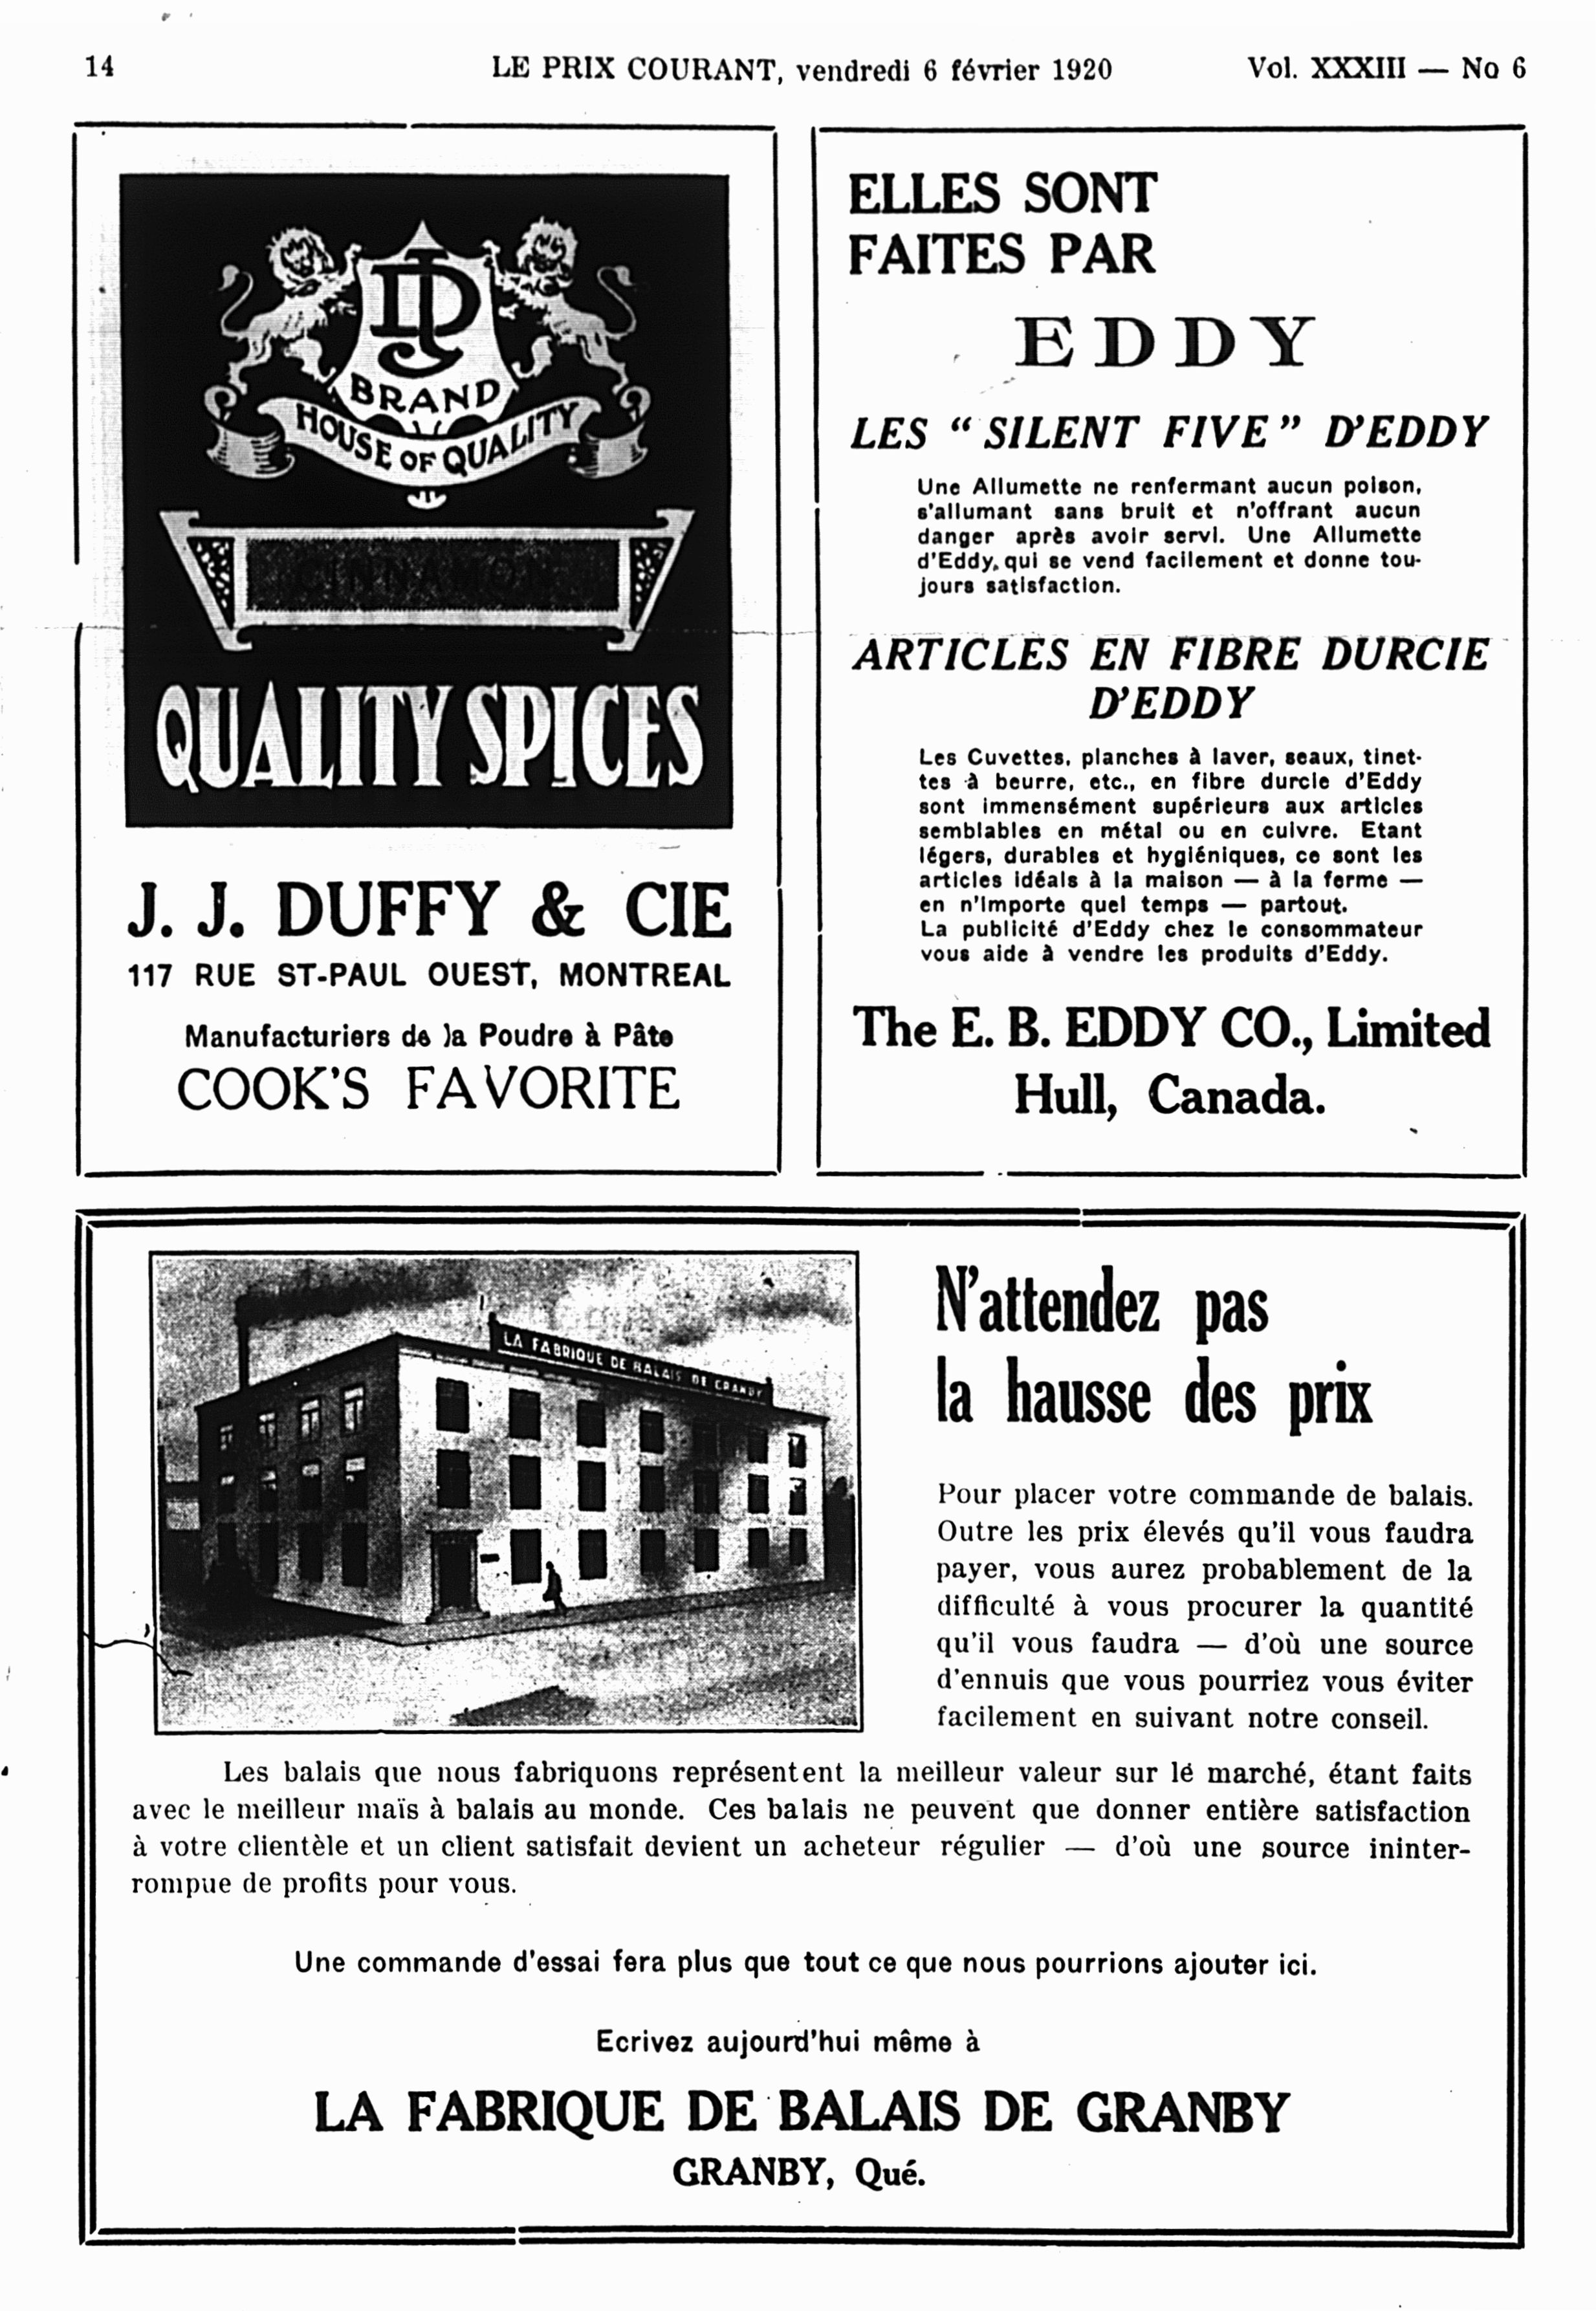 14
LE PRIX COURANT, vendredi 6 février 1920
Vol. XXXIII — No 6
JD
BRAND
HOUSE OF QUALITY
CINNAMON
QUALITY SPICES
J. J. DUFFY & CIE
117 RUE ST-PAUL OUEST, MONTREAL
Manufacturiers de la Poudre à Pâte
COOK'S FAVORITE
ELLES SONT
FAITES PAR
EDDY
LES “SILENT FIVE” D'EDDY
Une Allumette ne renfermant aucun poison,
s'allumant sans bruit et n'offrant aucun
danger après avoir servi. Une Allumette
d'Eddy, qui se vend facilement et donne tou-
jours satisfaction.
ARTICLES EN FIBRE DURCIE
D'EDDY
Les Cuvettes, planches à laver, seaux, tinet-
tes à beurre, etc., en fibre durcie d'Eddy
sont immensément supérieurs aux articles
semblables en métal ou en cuivre. Etant
légers, durables et hygiéniques, ce sont les
articles idéals à la maison — à la ferme —
en n'importe quel temps — partout.
La publicité d'Eddy chez le consommateur
vous aide à vendre les produits d'Eddy.
The E. B. EDDY CO., Limited
Hull, Canada.
LA FABRIQUE DE BALAIS DE GRANBY
N'attendez pas
la hausse des prix
Pour placer votre commande de balais.
Outre les prix élevés qu'il vous faudra
payer, vous aurez probablement de la
difficulté à vous procurer la quantité
qu'il vous faudra — d'où une source
d'ennuis que vous pourriez vous éviter
facilement en suivant notre conseil.
Les balais que nous fabriquons représentent la meilleur valeur sur le marché, étant faits
avec le meilleur maïs à balais au monde. Ces balais ne peuvent que donner entière satisfaction
à votre clientèle et un client satisfait devient un acheteur régulier — d'où une source ininter-
rompue de profits pour vous.
Une commande d'essai fera plus que tout ce que nous pourrions ajouter ici.
Ecrivez aujourd'hui même à
LA FABRIQUE DE BALAIS DE GRANBY
GRANBY, Qué.